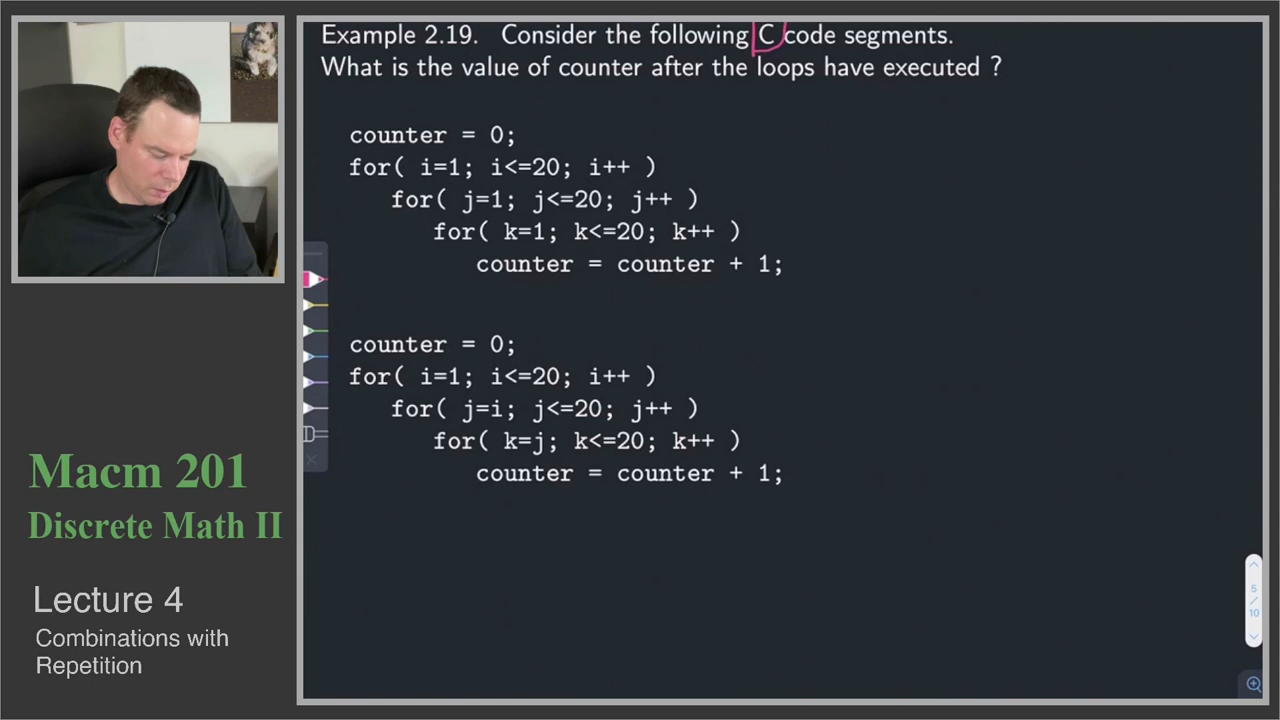 Example 2.19. Consider the following C code segments.
What is the value of counter after the loops have executed ?
counter = 0;
for( i=1; i<=20; i++ )
for( j=1; j<=20; j++ )
for( k=1; k<=20; k++ )
counter = counter + 1;
counter = 0;
for( i=1; i<=20; i++ )
for( j=i; j<=20; j++ )
for( k=j; k<=20; k++ )
counter = counter + 1;
Macm 201
Discrete Math II
Lecture 4
Combinations with
Repetition
5
/
10